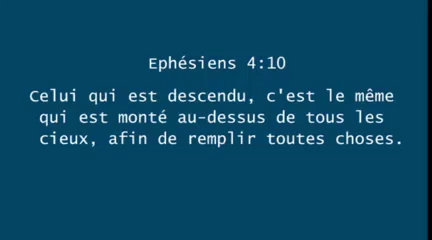 Ephésiens 4:10
Celui qui est descendu, c'est le même
qui est monté au-dessus de tous les
cieux, afin de remplir toutes choses.